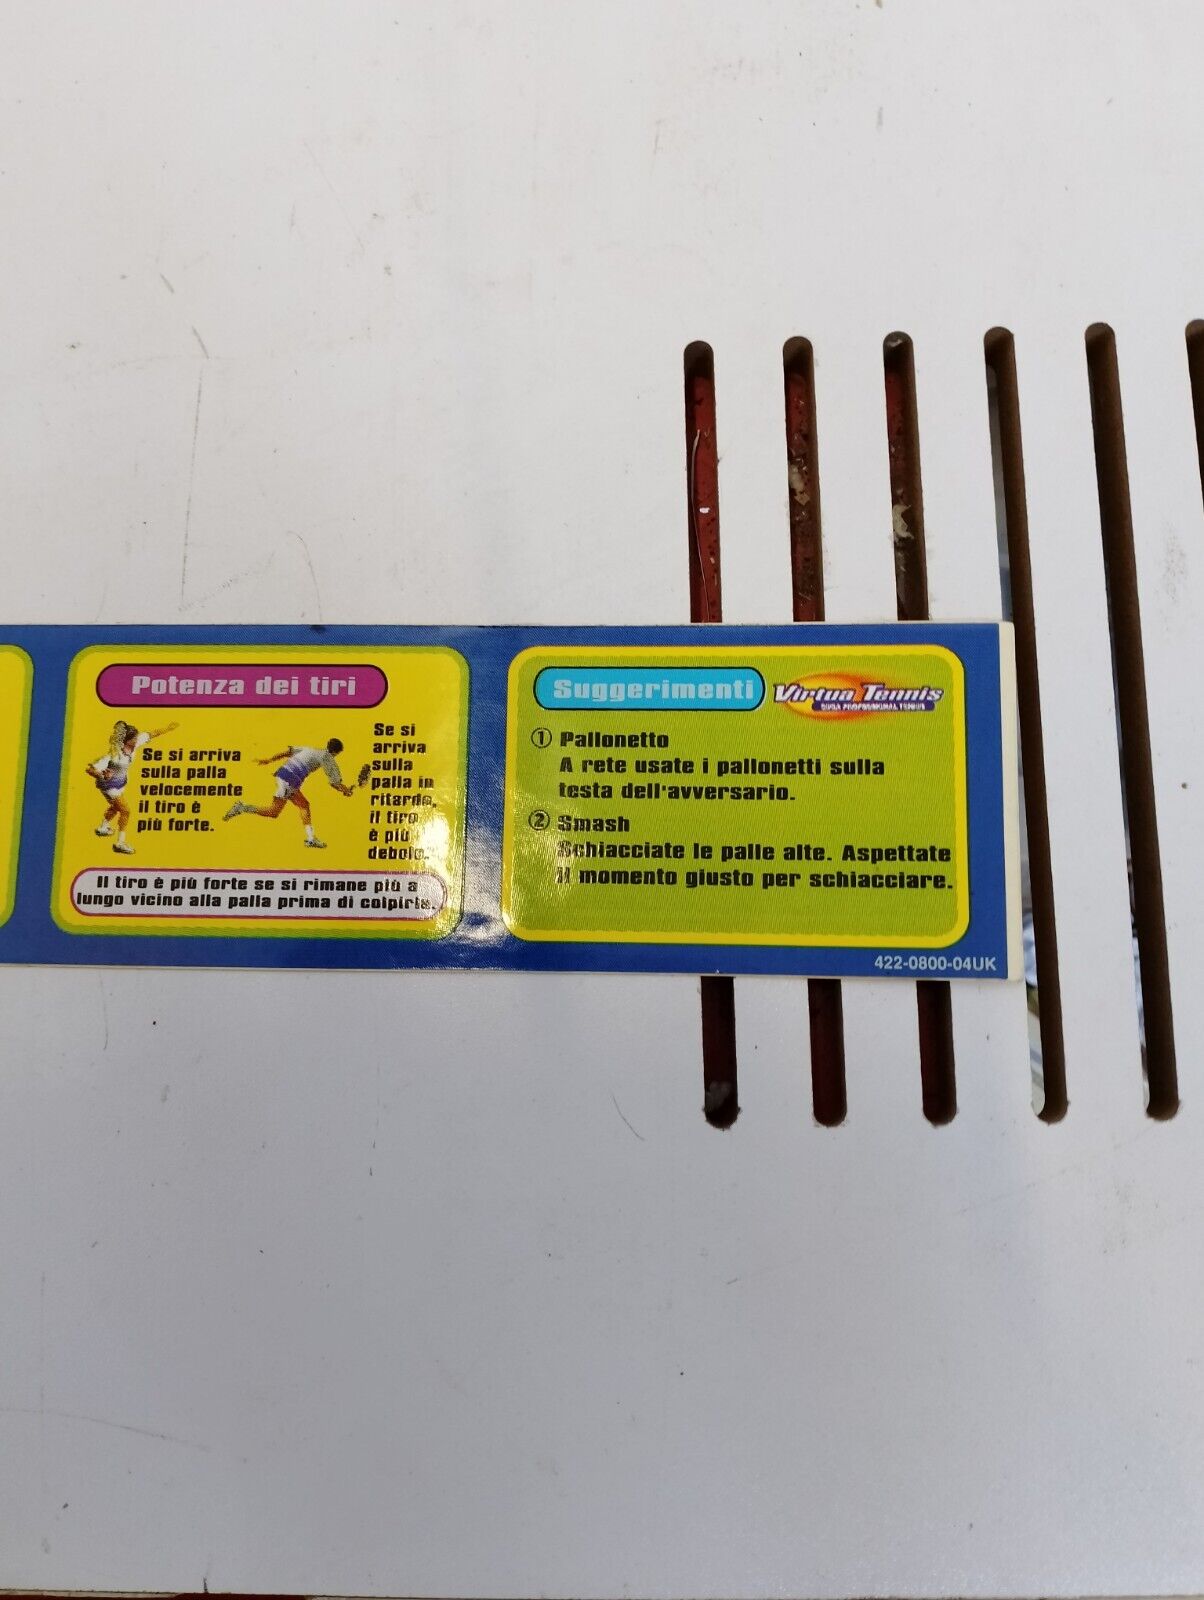 Potenza dei tiri
Se si arriva
sulla palla
velocemente
il tiro è
più forte.
Se si
arriva
sulla
palla in
ritardo,
il tiro
è più
debole.
Il tiro è più forte se si rimane più a
lungo vicino alla palla prima di colpirla.
Suggerimenti
Virtua Tennis
SEGA PROFESSIONAL TENNIS
① Pallonetto
A rete usate i pallonetti sulla
testa dell'avversario.
② Smash
Schiacciate le palle alte. Aspettate
il momento giusto per schiacciare.
422-0800-04UK